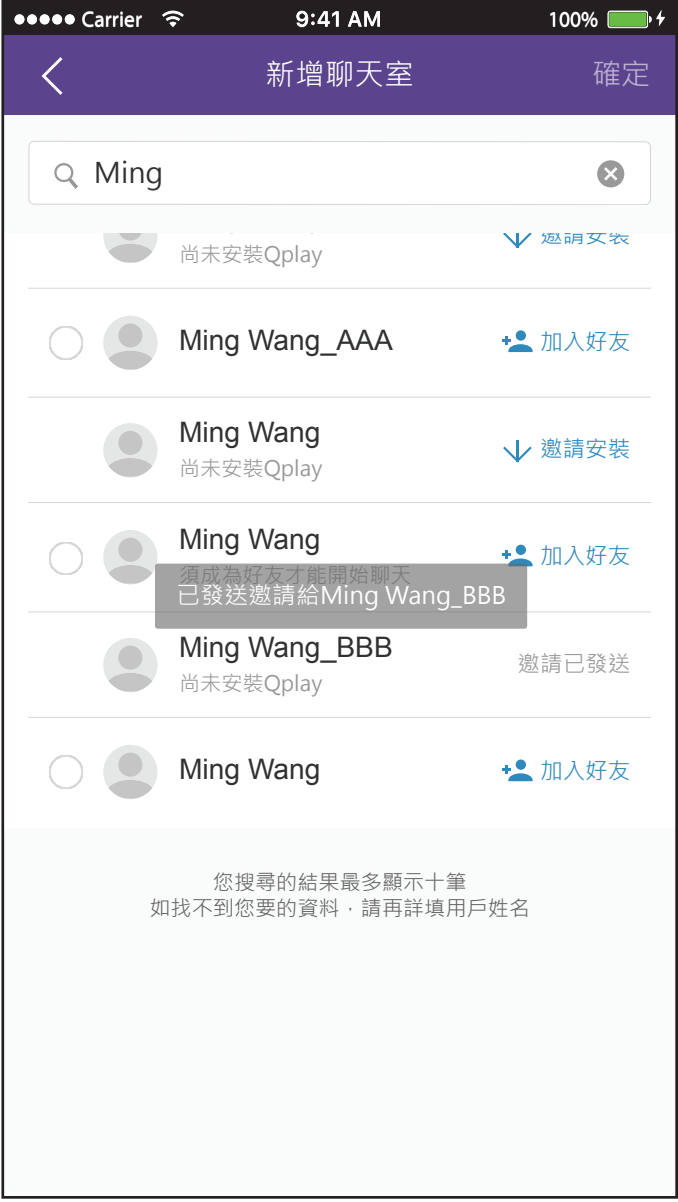 Carrier 9:41 AM 100%
新增聊天室 確定
Ming
尚未安裝Qplay 邀請安裝
Ming Wang_AAA 加入好友
Ming Wang 邀請安裝
尚未安裝Qplay
Ming Wang 加入好友
須成為好友才能開始聊天
已發送邀請給Ming Wang_BBB
Ming Wang_BBB 邀請已發送
尚未安裝Qplay
Ming Wang 加入好友
您搜尋的結果最多顯示十筆
如找不到您要的資料，請再詳填用戶姓名